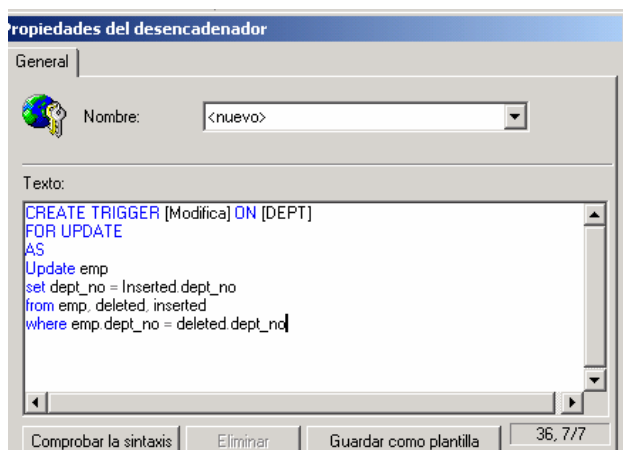 Propiedades del desencadenador
General
Nombre: <nuevo>
Texto:
CREATE TRIGGER [Modifica] ON [DEPT]
FOR UPDATE
AS
Update emp
set dept_no = Inserted.dept_no
from emp, deleted, inserted
where emp.dept_no = deleted.dept_no
Comprobar la sintaxis Eliminar Guardar como plantilla 36, 7/7